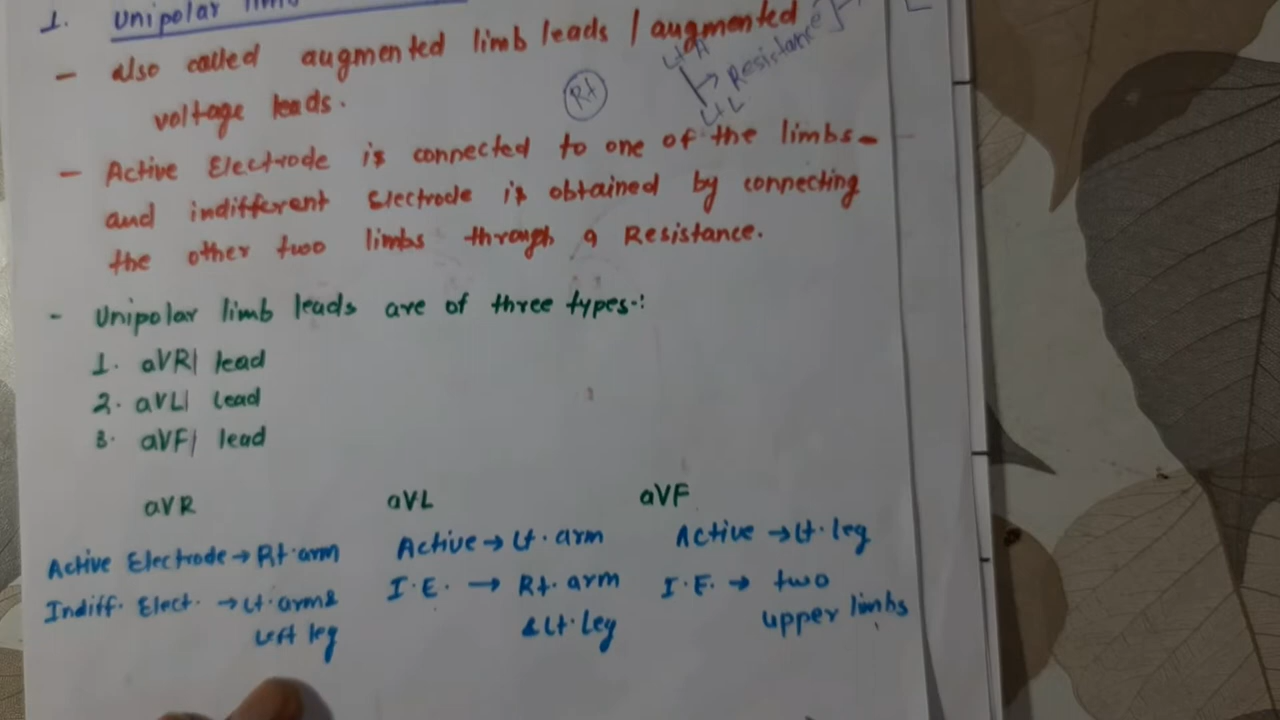 1. Unipolar limb
– also called augmented limb leads / augmented
voltage leads.
Rt
Lt A
Resistance
Lt L
– Active Electrode is connected to one of the limbs –
and indifferent Electrode is obtained by connecting
the other two limbs through a Resistance.
- Unipolar limb leads are of three types-:
1. aVR| lead
2. aVL| lead
3. aVF| lead
aVR aVL aVF
Active Electrode → Rt. arm
Indiff. Elect. → Lt. arm &
Left leg
Active → Lt. arm
I.E. → Rt. arm
& Lt. Leg
Active → Lt. leg
I.E. → two
upper limbs